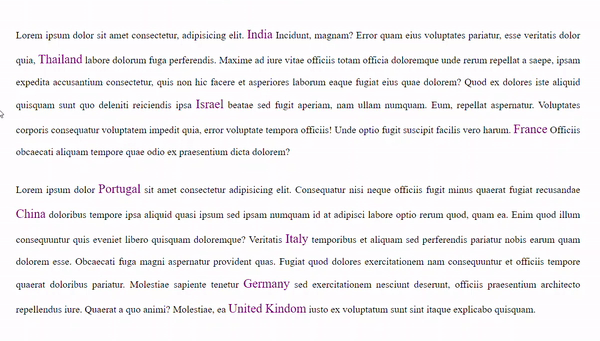 Lorem ipsum dolor sit amet consectetur, adipisicing elit. India Incidunt, magnam? Error quam eius voluptates pariatur, esse veritatis dolor
quia, Thailand labore dolorum fuga perferendis. Maxime ad iure vitae officiis totam officia doloremque unde rerum repellat a saepe, ipsam
expedita accusantium consectetur, quis non hic facere et asperiores laborum eaque fugiat eius quae dolorem? Quod ex dolores iste aliquid
quisquam sunt quo deleniti reiciendis ipsa Israel beatae sed fugit aperiam, nam ullam numquam. Eum, repellat aspernatur. Voluptates
corporis consequatur voluptatem impedit quia, error voluptate tempora officiis! Unde optio fugit suscipit facilis vero harum. France Officiis
obcaecati aliquam tempore quae odio ex praesentium dicta dolorem?
Lorem ipsum dolor Portugal sit amet consectetur adipisicing elit. Consequatur nisi neque officiis fugit minus quaerat fugiat recusandae
China doloribus tempore ipsa aliquid quasi ipsum sed ipsam numquam id at adipisci labore optio rerum quod, quam ea. Enim quod illum
consequuntur quis eveniet libero quisquam doloremque? Veritatis Italy temporibus et aliquam sed perferendis pariatur nobis earum quam
dolorem esse. Obcaecati fuga magni aspernatur provident quas. Fugiat quod dolores exercitationem nam consequuntur et officiis tempore
quaerat doloribus pariatur. Molestiae sapiente tenetur Germany sed exercitationem nesciunt deserunt, officiis praesentium architecto
repellendus iure. Quaerat a quo animi? Molestiae, ea United Kindom iusto ex voluptatum sunt sint itaque explicabo quisquam.